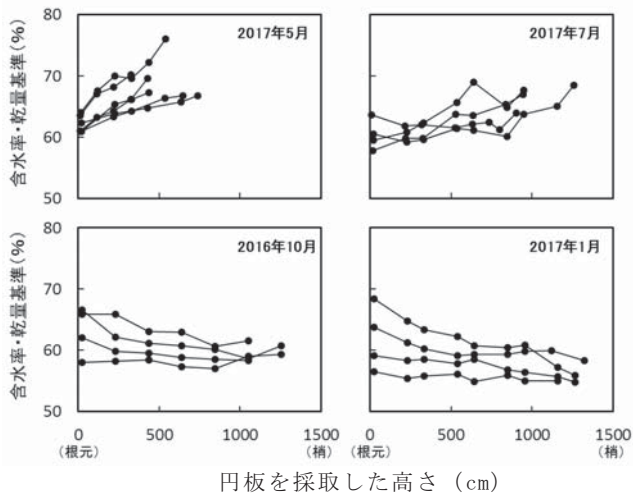 含水率・乾量基準(%)
80
70
60
50
2017年5月
2017年7月
含水率・乾量基準(%)
80
70
60
50
2016年10月
2017年1月
0 500 1000 1500
(根元) (梢)
0 500 1000 1500
(根元) (梢)
円板を採取した高さ (cm)